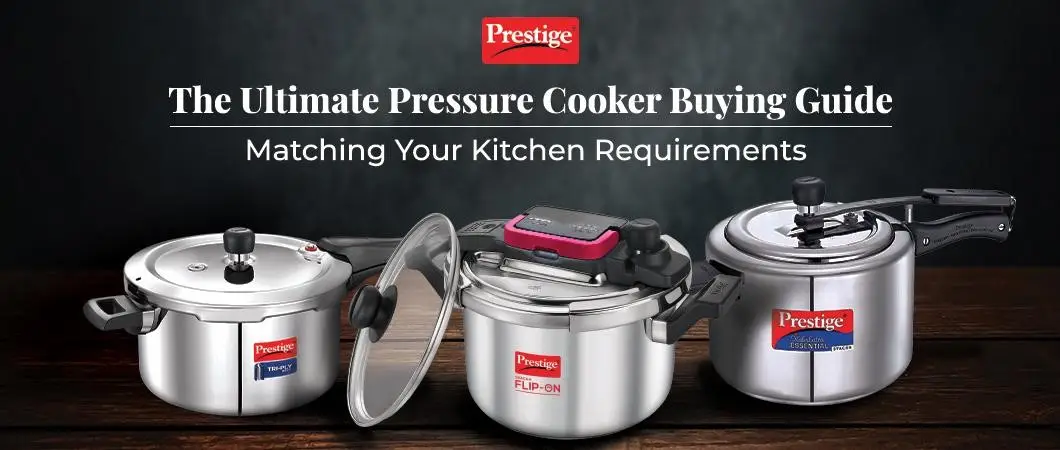 Prestige
The Ultimate Pressure Cooker Buying Guide
Matching Your Kitchen Requirements
Prestige
TRI-PLY
Prestige
FLIP-ON
Prestige
ESSENTIAL
Prestige